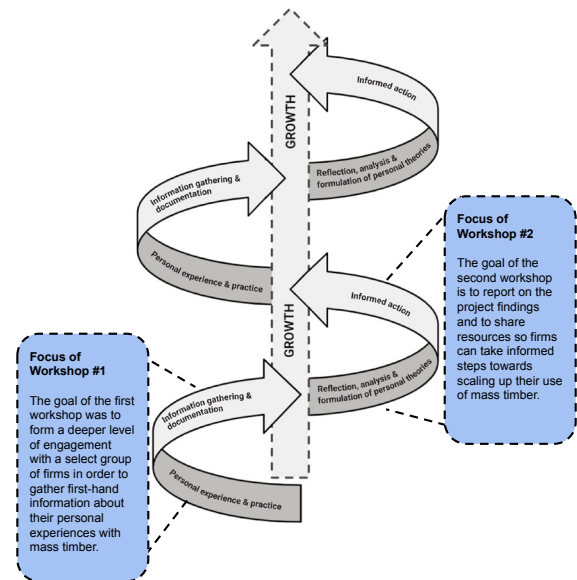 Informed action
GROWTH
Reflection, analysis &
formulation of personal theories
Information gathering &
documentation
Personal experience & practice
Focus of
Workshop #2
The goal of the
second workshop
is to report on the
project findings
and to share
resources so firms
can take informed
steps towards
scaling up their use
of mass timber.
Informed action
GROWTH
Reflection, analysis &
formulation of personal theories
Focus of
Workshop #1
The goal of the first
workshop was to
form a deeper level
of engagement
with a select group
of firms in order to
gather first-hand
information about
their personal
experiences with
mass timber.
Information gathering &
documentation
Personal experience & practice